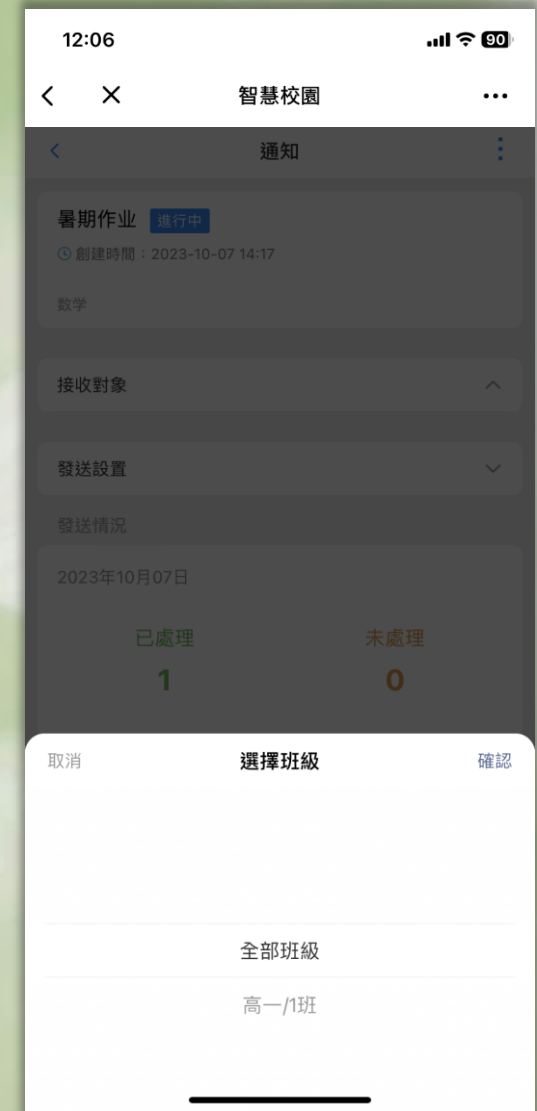 12:06
90
智慧校園
通知
暑期作业 進行中
創建時間：2023-10-07 14:17
数学
接收對象
發送設置
發送情況
2023年10月07日
已處理 未處理
1 0
取消 選擇班級 確認
全部班級
高一/1班